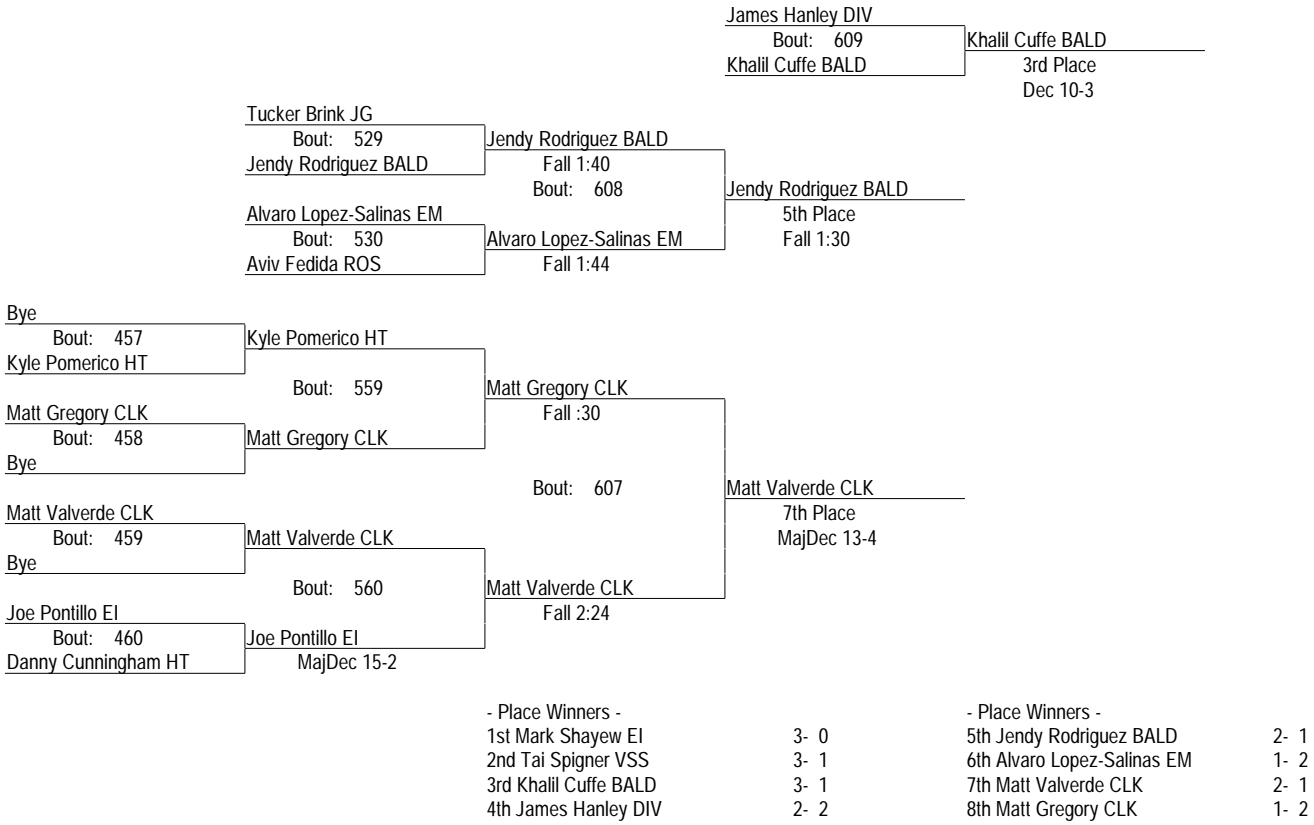 James Hanley DIV
Bout: 609
Khalil Cuffe BALD
Khalil Cuffe BALD
3rd Place
Dec 10-3
Tucker Brink JG
Bout: 529
Jendy Rodriguez BALD
Jendy Rodriguez BALD
Fall 1:40
Bout: 608
Jendy Rodriguez BALD
5th Place
Fall 1:30
Alvaro Lopez-Salinas EM
Bout: 530
Aviv Fedida ROS
Alvaro Lopez-Salinas EM
Fall 1:44
Bye
Bout: 457
Kyle Pomerico HT
Kyle Pomerico HT
Bout: 559
Matt Gregory CLK
Fall :30
Matt Gregory CLK
Bout: 458
Bye
Matt Gregory CLK
Bout: 607
Matt Valverde CLK
7th Place
MajDec 13-4
Matt Valverde CLK
Bout: 459
Bye
Matt Valverde CLK
Bout: 560
Matt Valverde CLK
Fall 2:24
Joe Pontillo EI
Bout: 460
Danny Cunningham HT
Joe Pontillo EI
MajDec 15-2
- Place Winners -
1st Mark Shayew EI 3- 0
2nd Tai Spigner VSS 3- 1
3rd Khalil Cuffe BALD 3- 1
4th James Hanley DIV 2- 2
- Place Winners -
5th Jendy Rodriguez BALD 2- 1
6th Alvaro Lopez-Salinas EM 1- 2
7th Matt Valverde CLK 2- 1
8th Matt Gregory CLK 1- 2